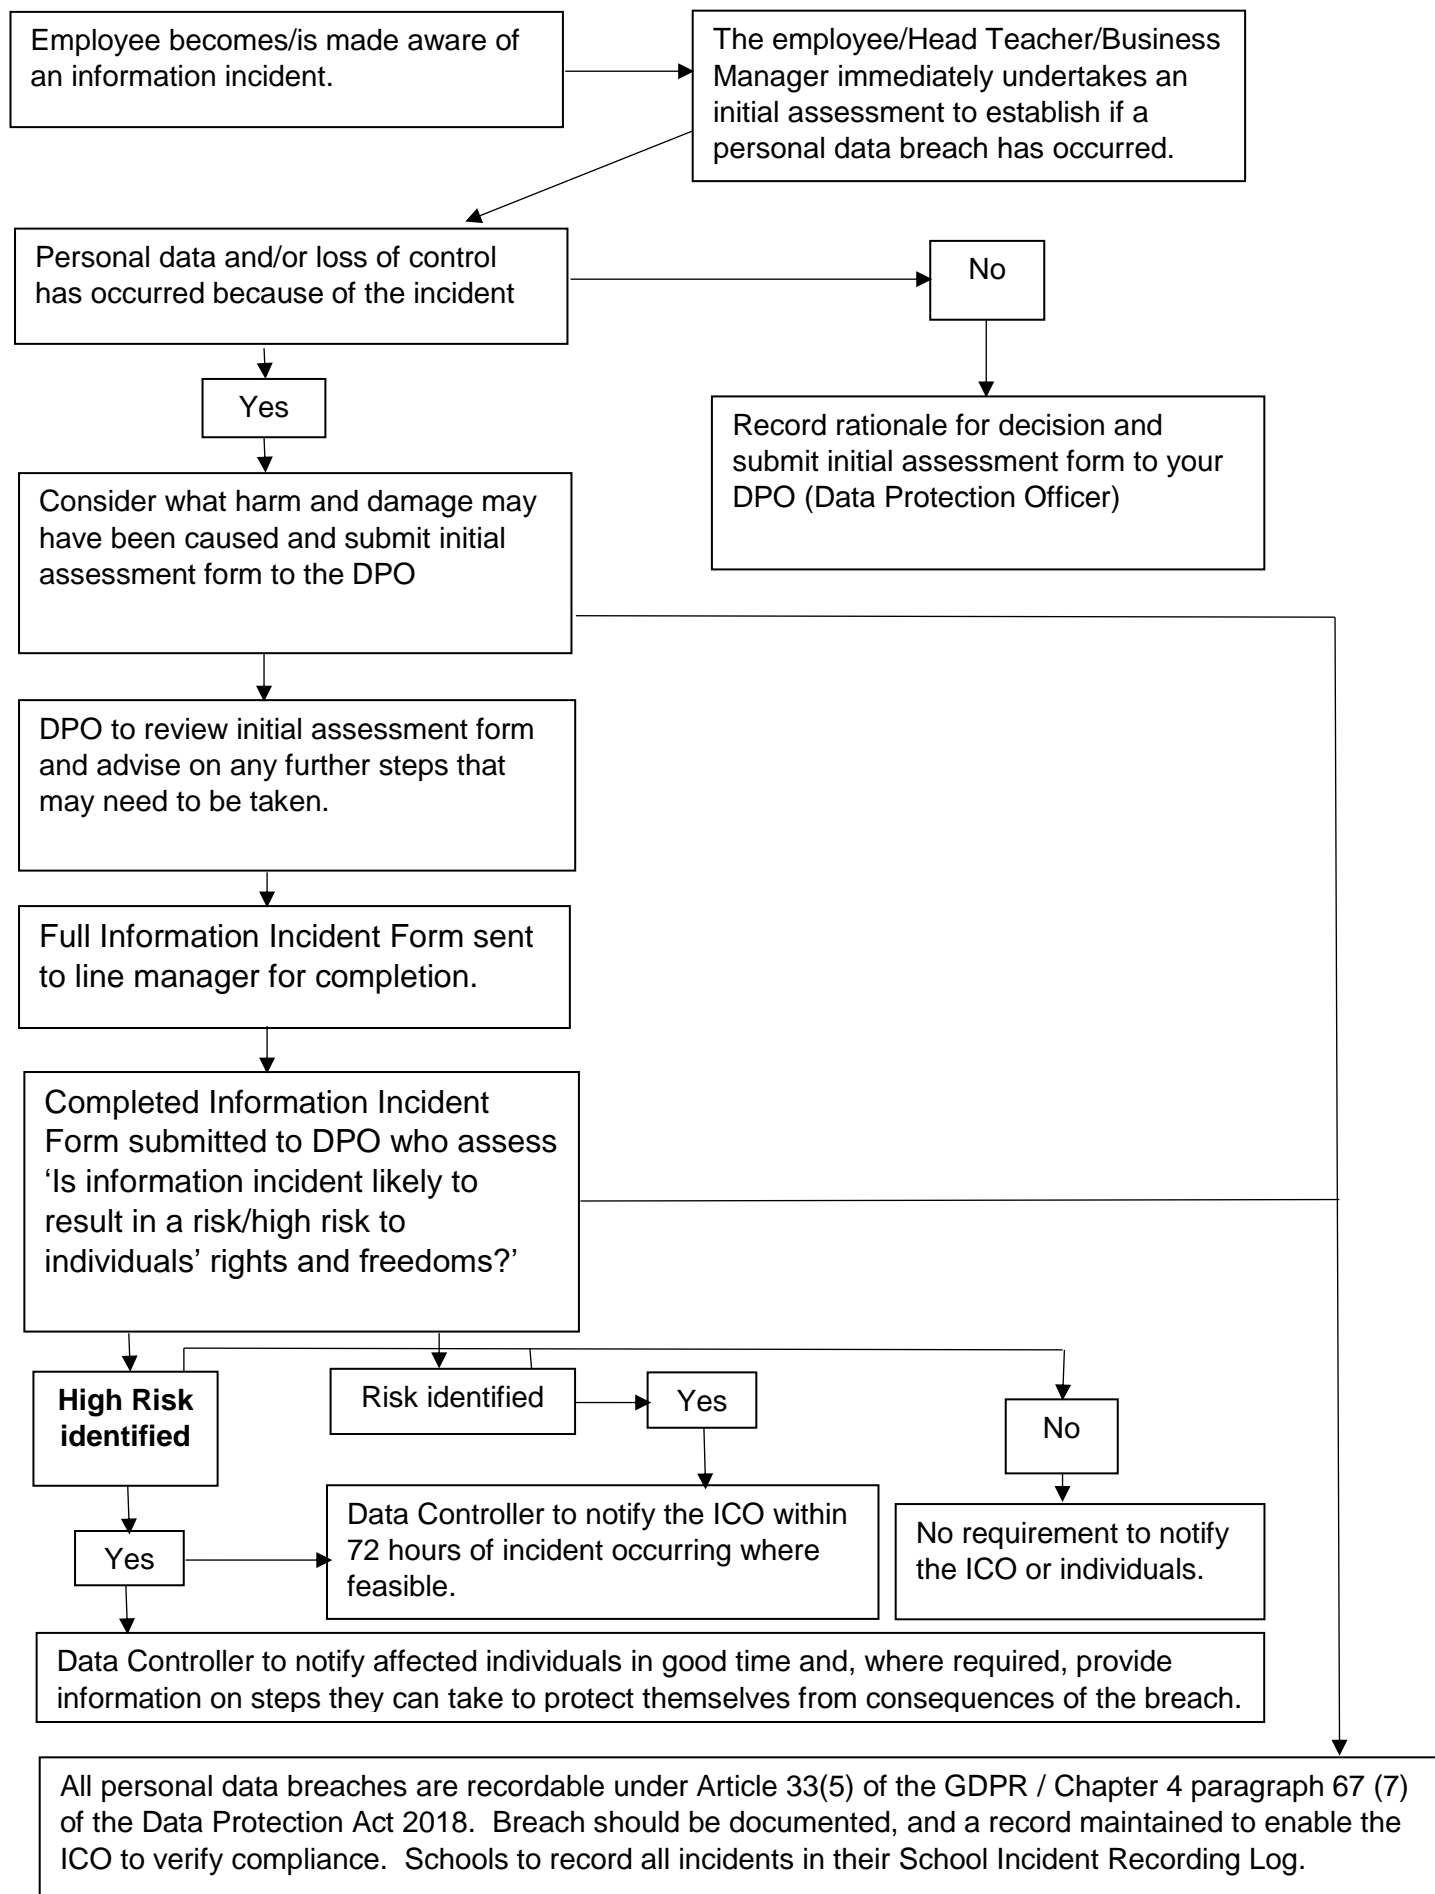 Employee becomes/is made aware of
an information incident.
The employee/Head Teacher/Business
Manager immediately undertakes an
initial assessment to establish if a
personal data breach has occurred.
Personal data and/or loss of control
has occurred because of the incident
No
Yes
Record rationale for decision and
submit initial assessment form to your
DPO (Data Protection Officer)
Consider what harm and damage may
have been caused and submit initial
assessment form to the DPO
DPO to review initial assessment form
and advise on any further steps that
may need to be taken.
Full Information Incident Form sent
to line manager for completion.
Completed Information Incident
Form submitted to DPO who assess
‘Is information incident likely to
result in a risk/high risk to
individuals’ rights and freedoms?’
High Risk
identified
Risk identified
Yes
No
Yes
Data Controller to notify the ICO within
72 hours of incident occurring where
feasible.
No requirement to notify
the ICO or individuals.
Data Controller to notify affected individuals in good time and, where required, provide
information on steps they can take to protect themselves from consequences of the breach.
All personal data breaches are recordable under Article 33(5) of the GDPR / Chapter 4 paragraph 67 (7)
of the Data Protection Act 2018.  Breach should be documented, and a record maintained to enable the
ICO to verify compliance.  Schools to record all incidents in their School Incident Recording Log.